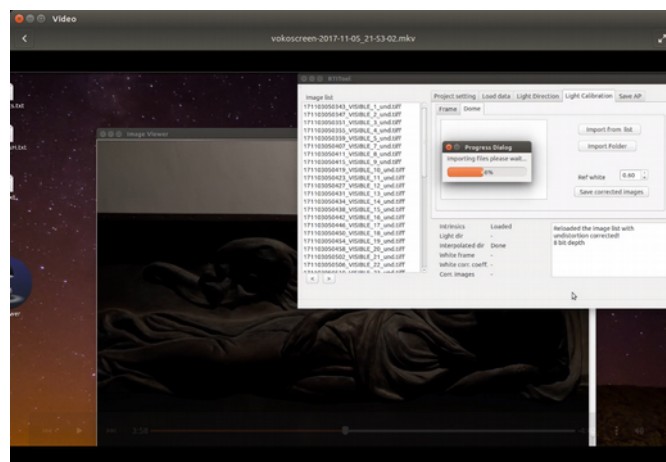 Video
vokoscreen-2017-11-05_21-53-02.mkv
RTITool
Image list
171103050343_VISIBLE_1_und.tiff
171103050347_VISIBLE_2_und.tiff
171103050351_VISIBLE_3_und.tiff
171103050355_VISIBLE_4_und.tiff
171103050359_VISIBLE_6_und.tiff
171103050407_VISIBLE_7_und.tiff
171103050411_VISIBLE_8_und.tiff
171103050415_VISIBLE_9_und.tiff
171103050419_VISIBLE_10_und.tiff
171103050423_VISIBLE_11_und.tiff
171103050427_VISIBLE_12_und.tiff
171103050431_VISIBLE_13_und.tiff
171103050434_VISIBLE_14_und.tiff
171103050438_VISIBLE_15_und.tiff
171103050442_VISIBLE_16_und.tiff
171103050446_VISIBLE_17_und.tiff
171103050450_VISIBLE_18_und.tiff
171103050454_VISIBLE_19_und.tiff
171103050458_VISIBLE_20_und.tiff
171103050502_VISIBLE_21_und.tiff
171103050506_VISIBLE_22_und.tiff
< >
Project setting Load data Light Direction Light Calibration Save AP
Frame Dome
Import from list
Import Folder
Ref white 0.60
Save corrected images
Progress Dialog
Importing files please wait...
Intrinsics Loaded
Light dir -
Interpolated dir Done
White frame -
White corr. coeff. -
Corr. images -
Reloaded the image list with
undistortion corrected!
8 bit depth
Image Viewer
3:58